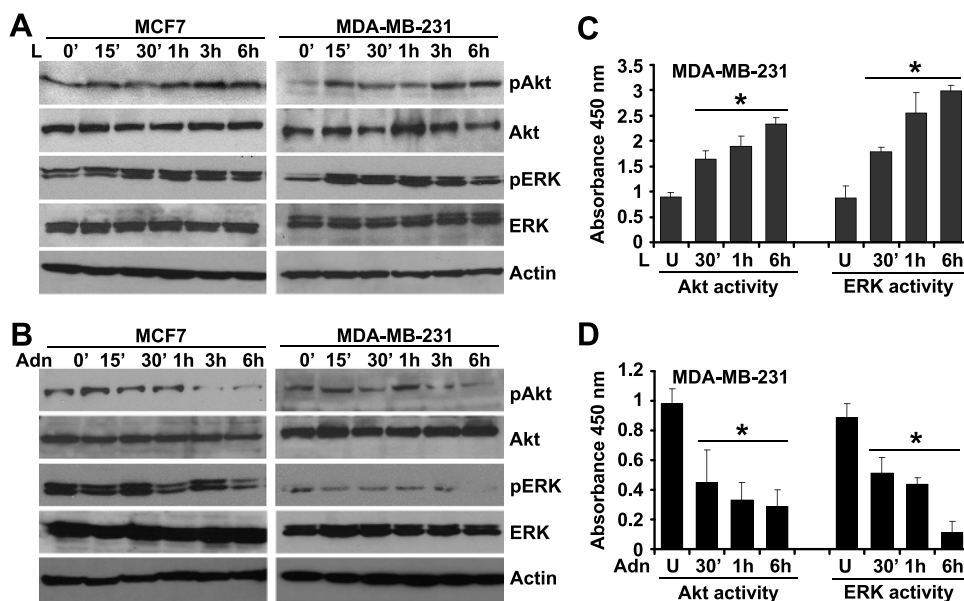 A
MCF7
MDA-MB-231
L 0’ 15’ 30’ 1h 3h 6h 0’ 15’ 30’ 1h 3h 6h
pAkt
Akt
pERK
ERK
Actin
B
MCF7
MDA-MB-231
Adn 0’ 15’ 30’ 1h 3h 6h 0’ 15’ 30’ 1h 3h 6h
pAkt
Akt
pERK
ERK
Actin
C
MDA-MB-231
* *
Absorbance 450 nm
3.5
3
2.5
2
1.5
1
0.5
0
L U 30’ 1h 6h U 30’ 1h 6h
Akt activity ERK activity
D
MDA-MB-231
* *
Absorbance 450 nm
1.2
1
0.8
0.6
0.4
0.2
0
Adn U 30’ 1h 6h U 30’ 1h 6h
Akt activity ERK activity